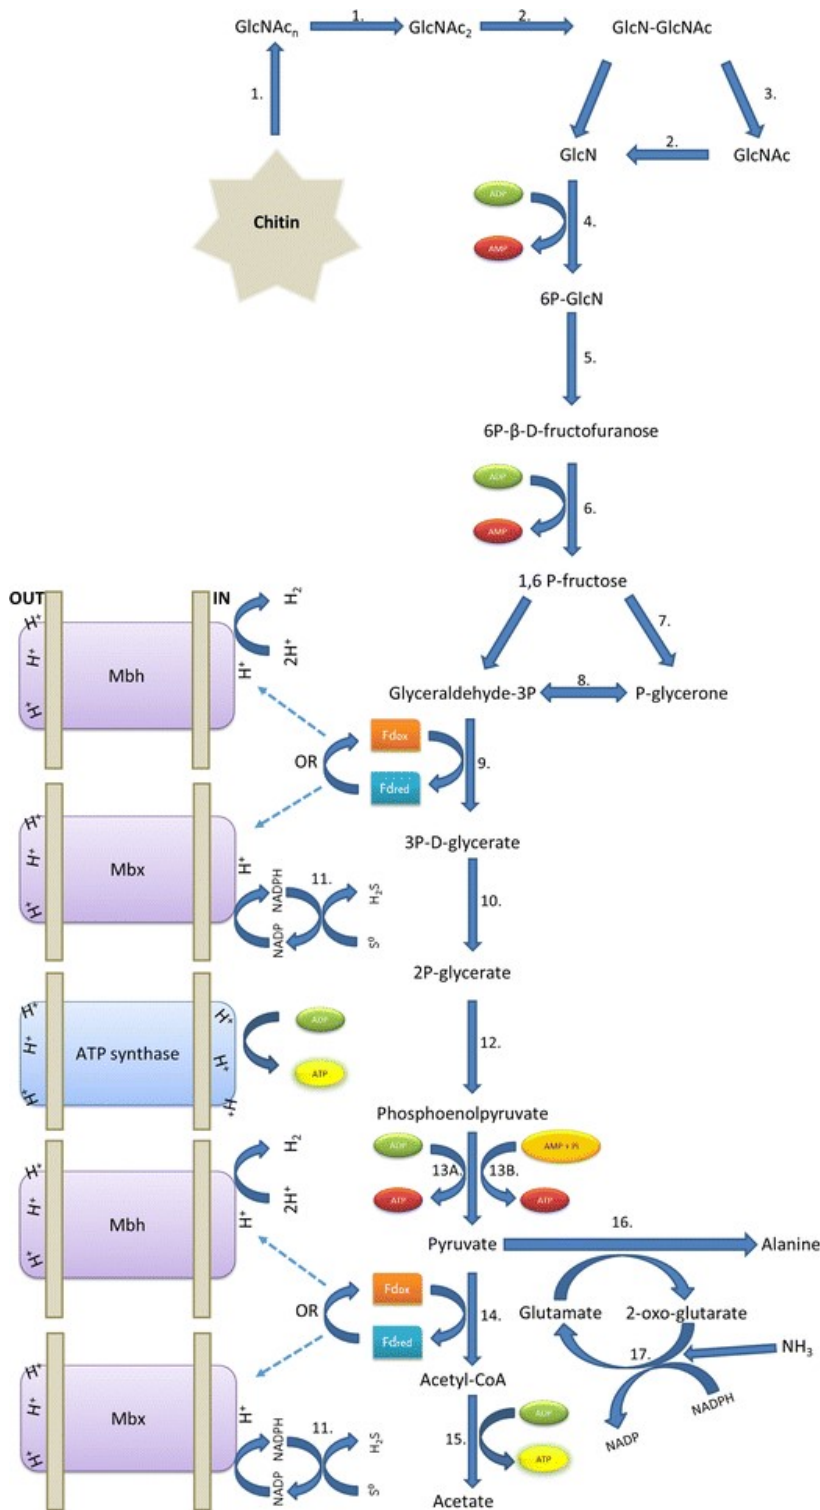 GlcNAcₙ
1.
GlcNAc₂
2.
GlcN-GlcNAc
1.
3.
GlcN
2.
GlcNAc
Chitin
ADP
4.
AMP
6P-GlcN
5.
6P-β-D-fructofuranose
ADP
6.
AMP
1,6 P-fructose
7.
Glyceraldehyde-3P
8.
P-glycerone
OUT
IN
H⁺
H⁺
H⁺
Mbh
H⁺
H₂
2H⁺
OR
Fdox
Fdred
9.
3P-D-glycerate
H⁺
H⁺
H⁺
Mbx
H⁺
NADPH
NADP
11.
H₂S
S⁰
10.
2P-glycerate
H⁺
H⁺
H⁺
ATP synthase
H⁺
H⁺
H⁺
ADP
ATP
12.
Phosphoenolpyruvate
ADP
13A.
ATP
13B.
AMP + Pi
ATP
H⁺
H⁺
H⁺
Mbh
H⁺
H₂
2H⁺
Pyruvate
16.
Alanine
OR
Fdox
Fdred
14.
Glutamate
2-oxo-glutarate
17.
NH₃
NADPH
NADP
Acetyl-CoA
H⁺
H⁺
H⁺
Mbx
H⁺
NADPH
NADP
11.
H₂S
S⁰
15.
ADP
ATP
Acetate